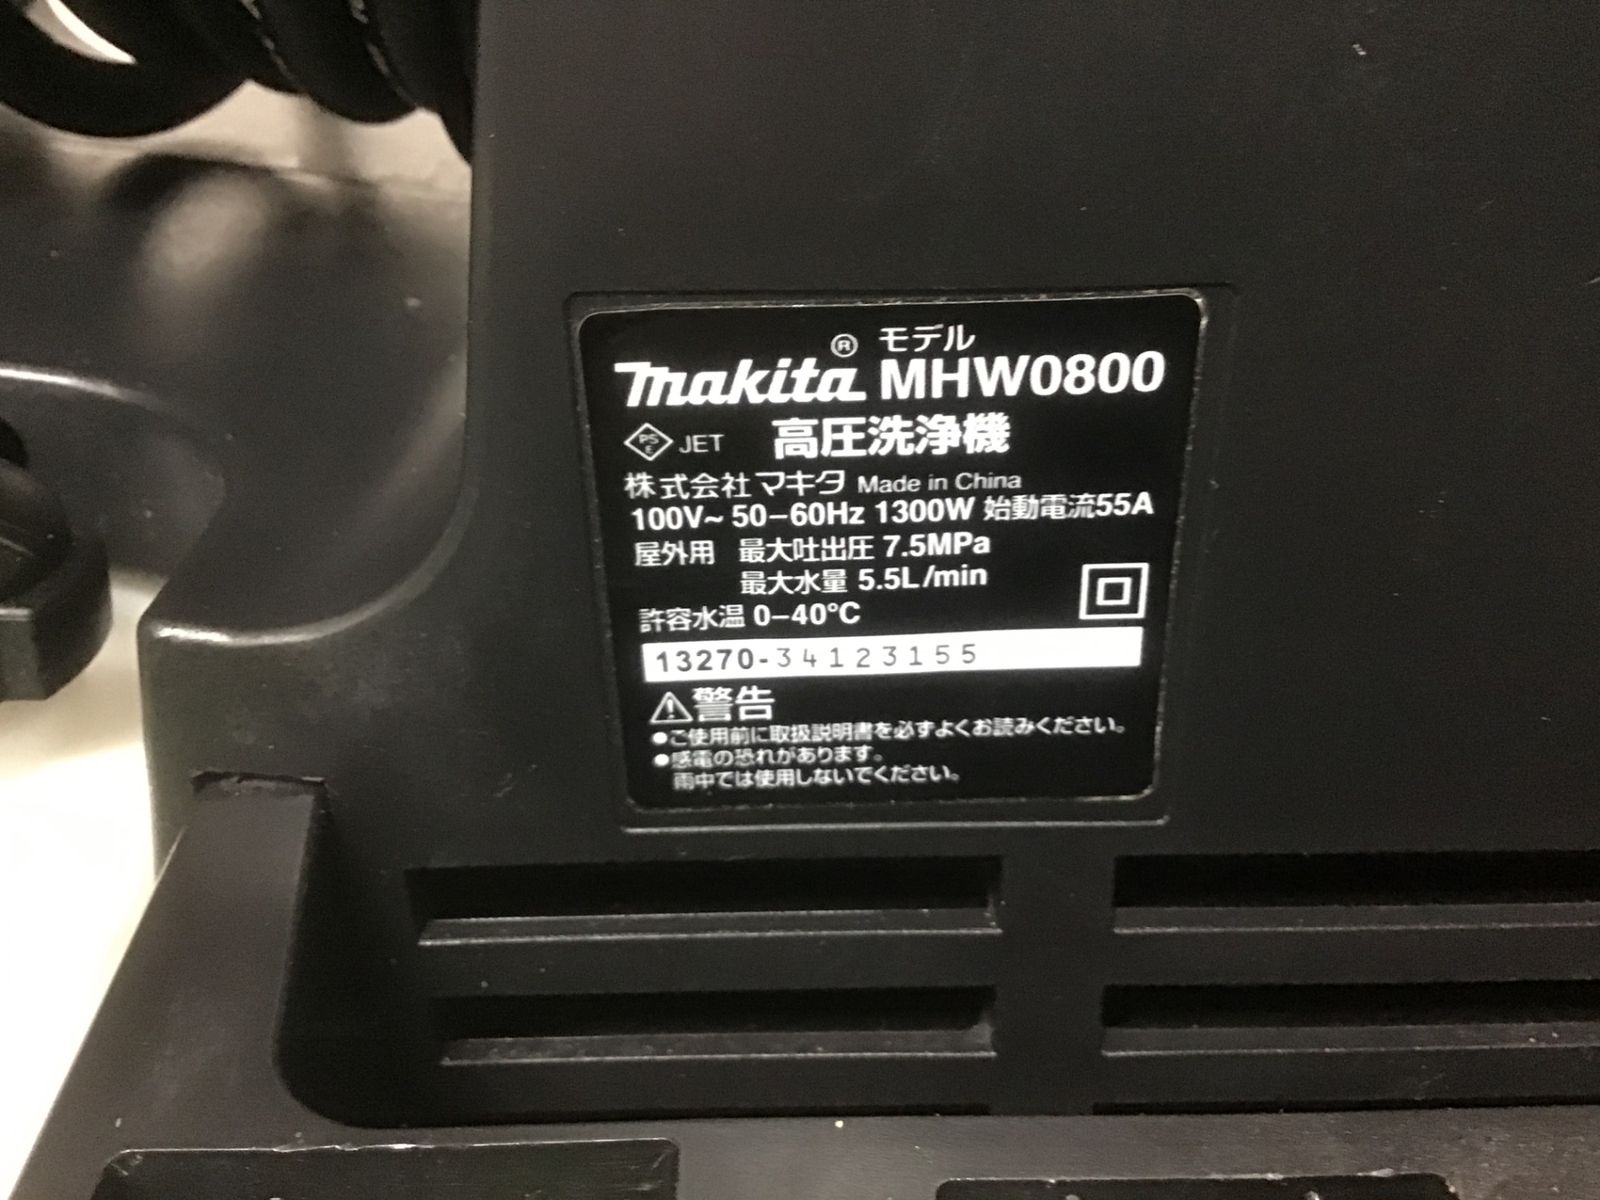 makita® モデル MHW0800
PSE JET 高圧洗浄機
株式会社マキタ Made in China
100V~ 50-60Hz 1300W 始動電流55A
屋外用 最大吐出圧 7.5MPa
最大水量 5.5L/min
許容水温 0-40°C
13270-34123155
⚠警告
●ご使用前に取扱説明書を必ずよくお読みください。
●感電の恐れがあります。
雨中では使用しないでください。